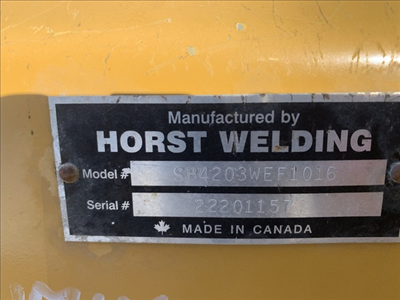 Manufactured by
HORST WELDING
Model # SB4203WEF1016
Serial # 22201157
MADE IN CANADA